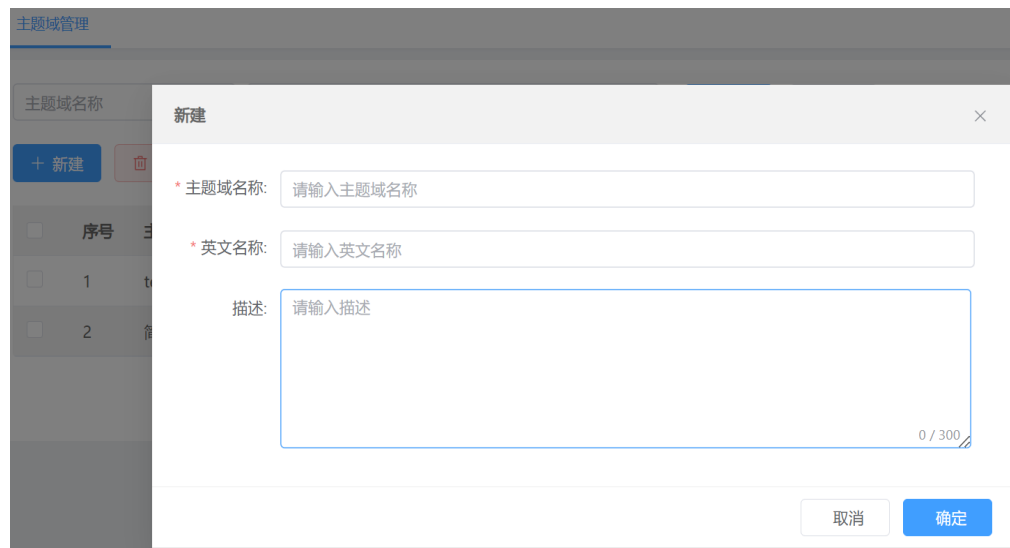 主题域管理
主题域名称
新建
+ 新建
* 主题域名称:
请输入主题域名称
序号
* 英文名称:
请输入英文名称
1
te
描述:
请输入描述
2
简
0 / 300
取消
确定